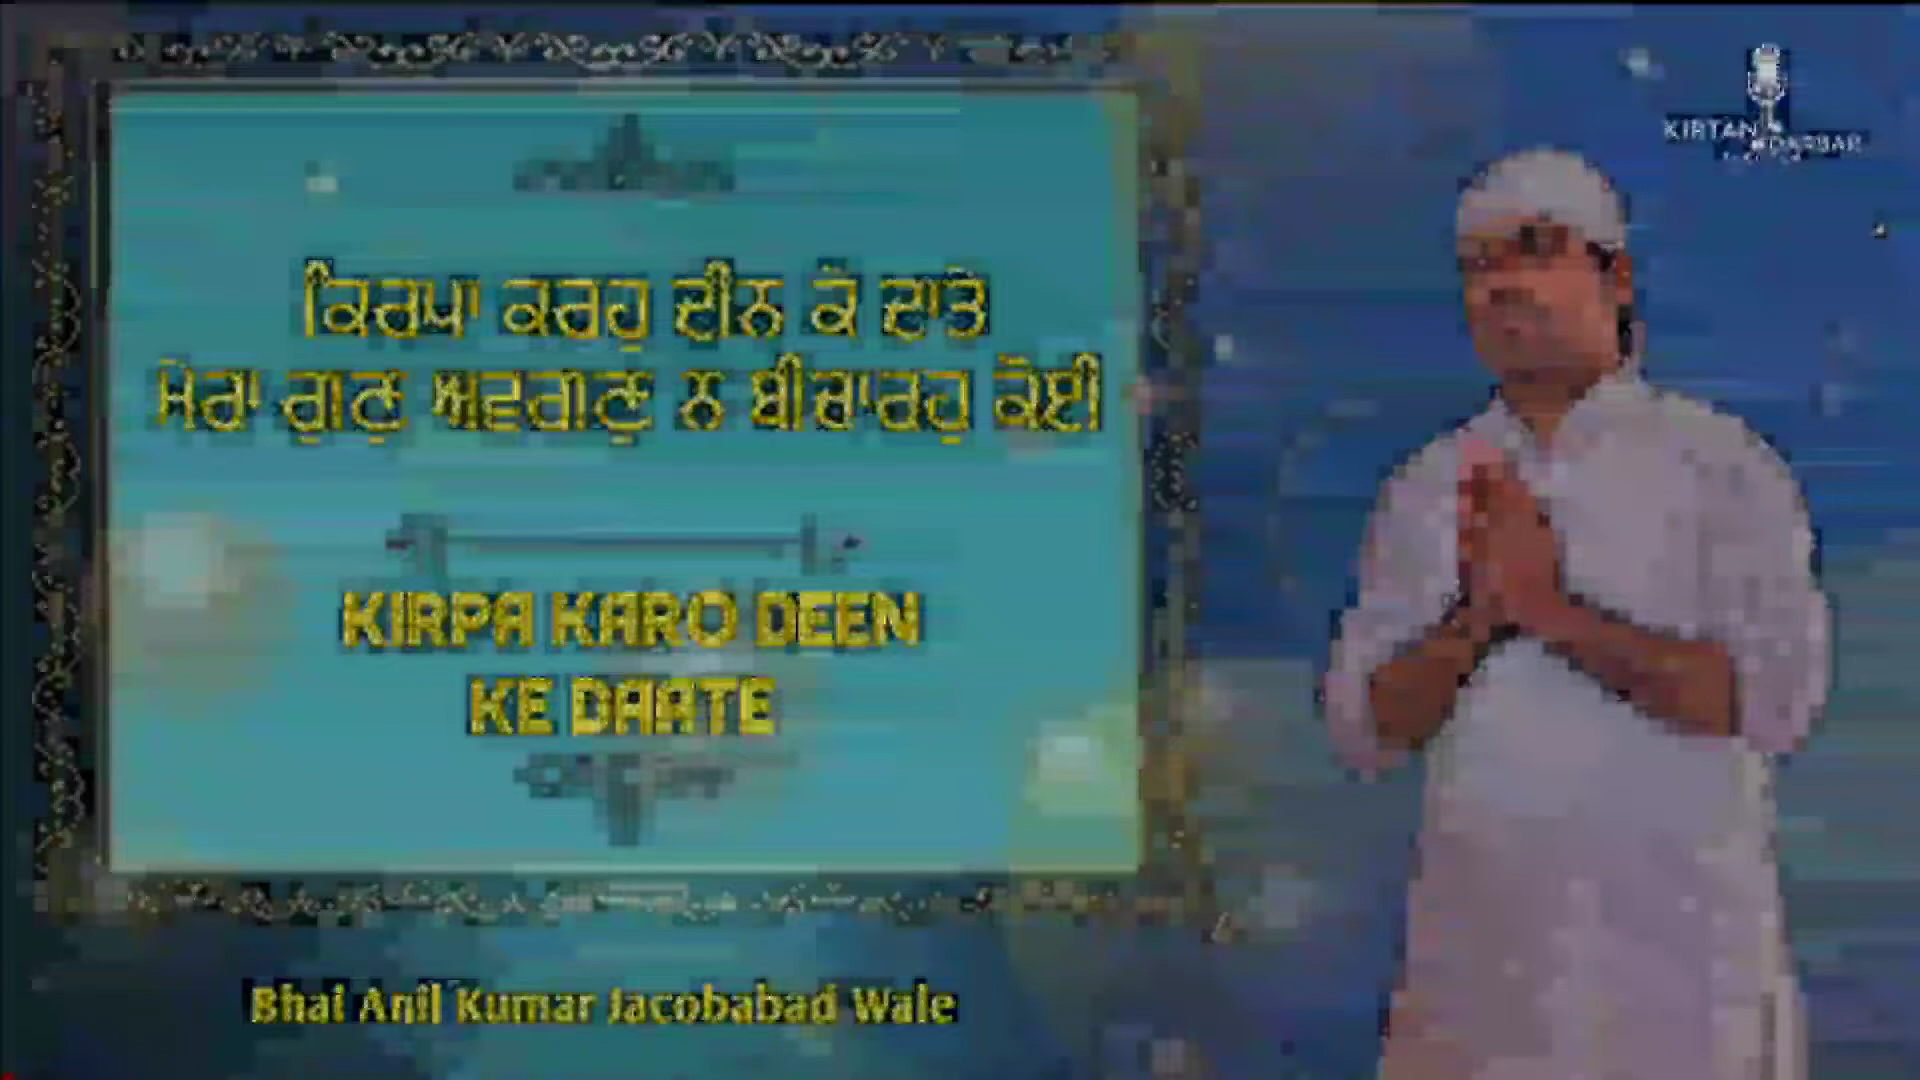 KIRTAN
DARBAR
ਕਿਰਪਾ ਕਰਹੁ ਦੀਨ ਕੇ ਦਾਤੇ
ਮੇਰਾ ਗੁਣੁ ਅਵਗਣੁ ਨ ਬੀਚਾਰਹੁ ਕੋਈ
KIRPA KARO DEEN
KE DAATE
Bhai Anil Kumar Jacobabad Wale